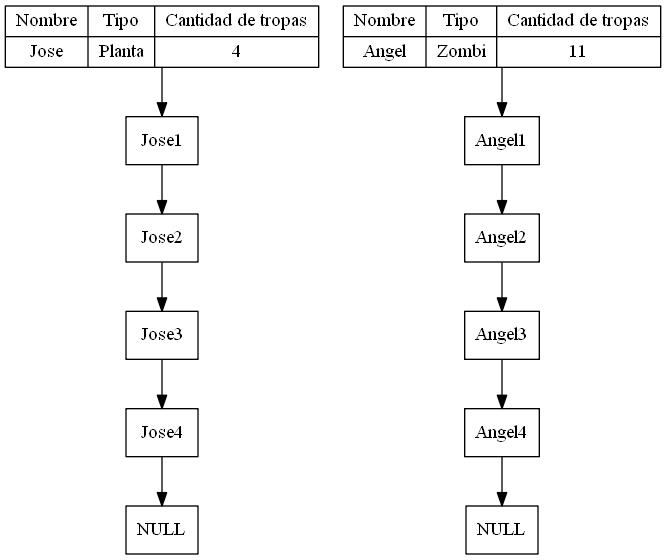 Nombre Tipo Cantidad de tropas
Jose Planta 4
Jose1
Jose2
Jose3
Jose4
NULL
Nombre Tipo Cantidad de tropas
Angel Zombi 11
Angel1
Angel2
Angel3
Angel4
NULL